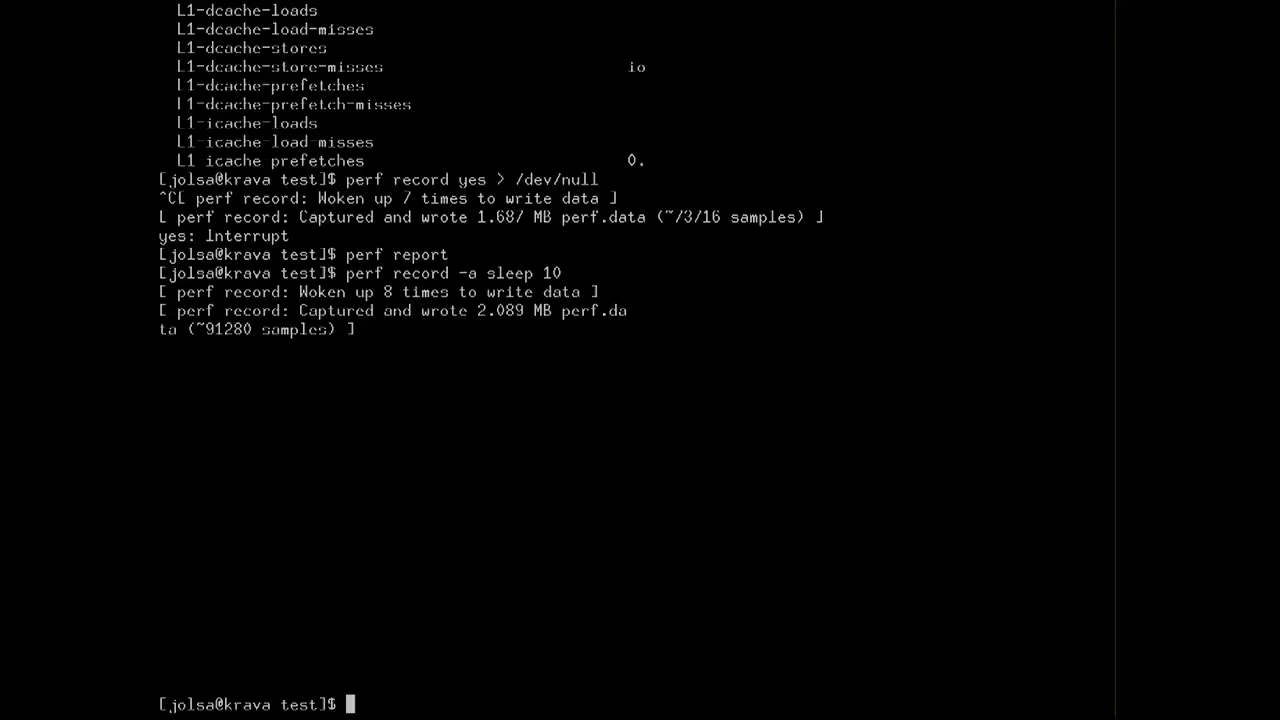 L1-dcache-loads
L1-dcache-load-misses
L1-dcache-stores
L1-dcache-store-misses io
L1-dcache-prefetches
L1-dcache-prefetch-misses
L1-icache-loads
L1-icache-load-misses
L1 icache prefetches 0.
[jolsa@krava test]$ perf record yes > /dev/null
^C[ perf record: Woken up 7 times to write data ]
[ perf record: Captured and wrote 1.687 MB perf.data (~73716 samples) ]
yes: Interrupt
[jolsa@krava test]$ perf report
[jolsa@krava test]$ perf record -a sleep 10
[ perf record: Woken up 8 times to write data ]
[ perf record: Captured and wrote 2.089 MB perf.da
ta (~91280 samples) ]
[jolsa@krava test]$